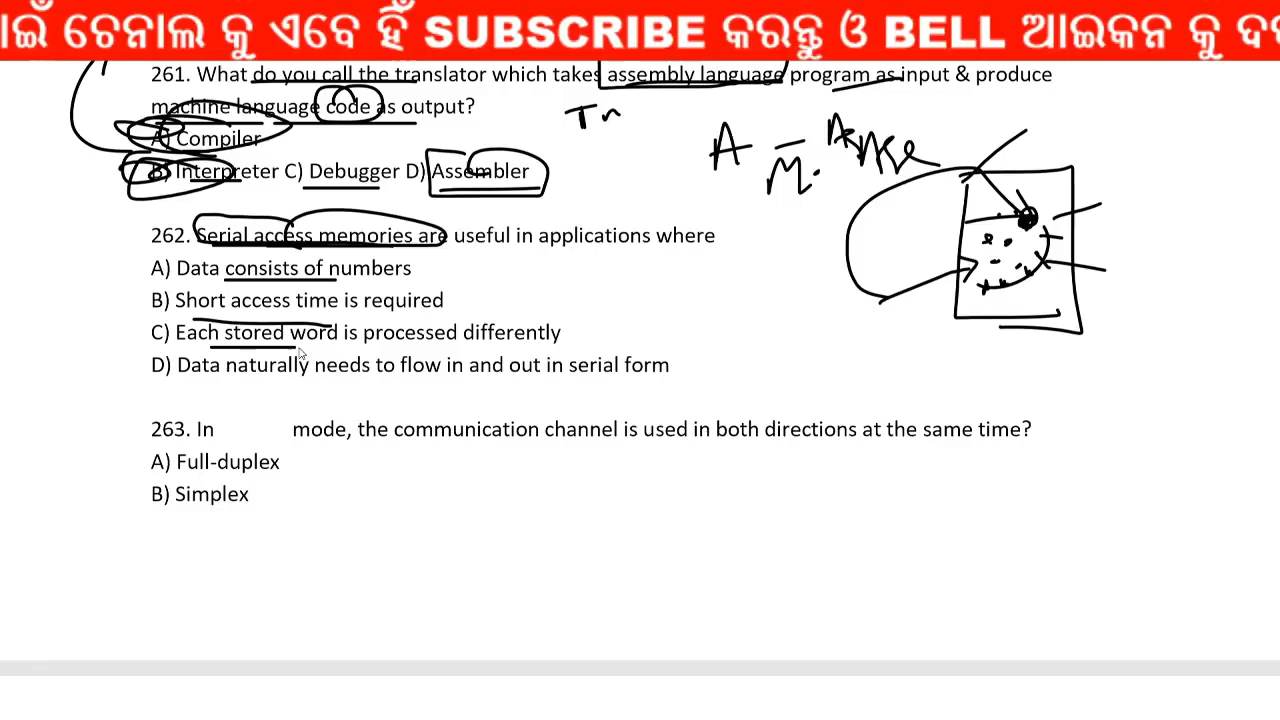 ାଇଁ ଚେନାଲ କୁ ଏବେ ହିଁ SUBSCRIBE କରନ୍ତୁ ଓ BELL ଆଇକନ କୁ ଦବ
261. What do you call the translator which takes assembly language program as input & produce
machine language code as output?
A) Compiler
B) Interpreter C) Debugger D) Assembler
262. Serial access memories are useful in applications where
A) Data consists of numbers
B) Short access time is required
C) Each stored word is processed differently
D) Data naturally needs to flow in and out in serial form
263. In mode, the communication channel is used in both directions at the same time?
A) Full-duplex
B) Simplex